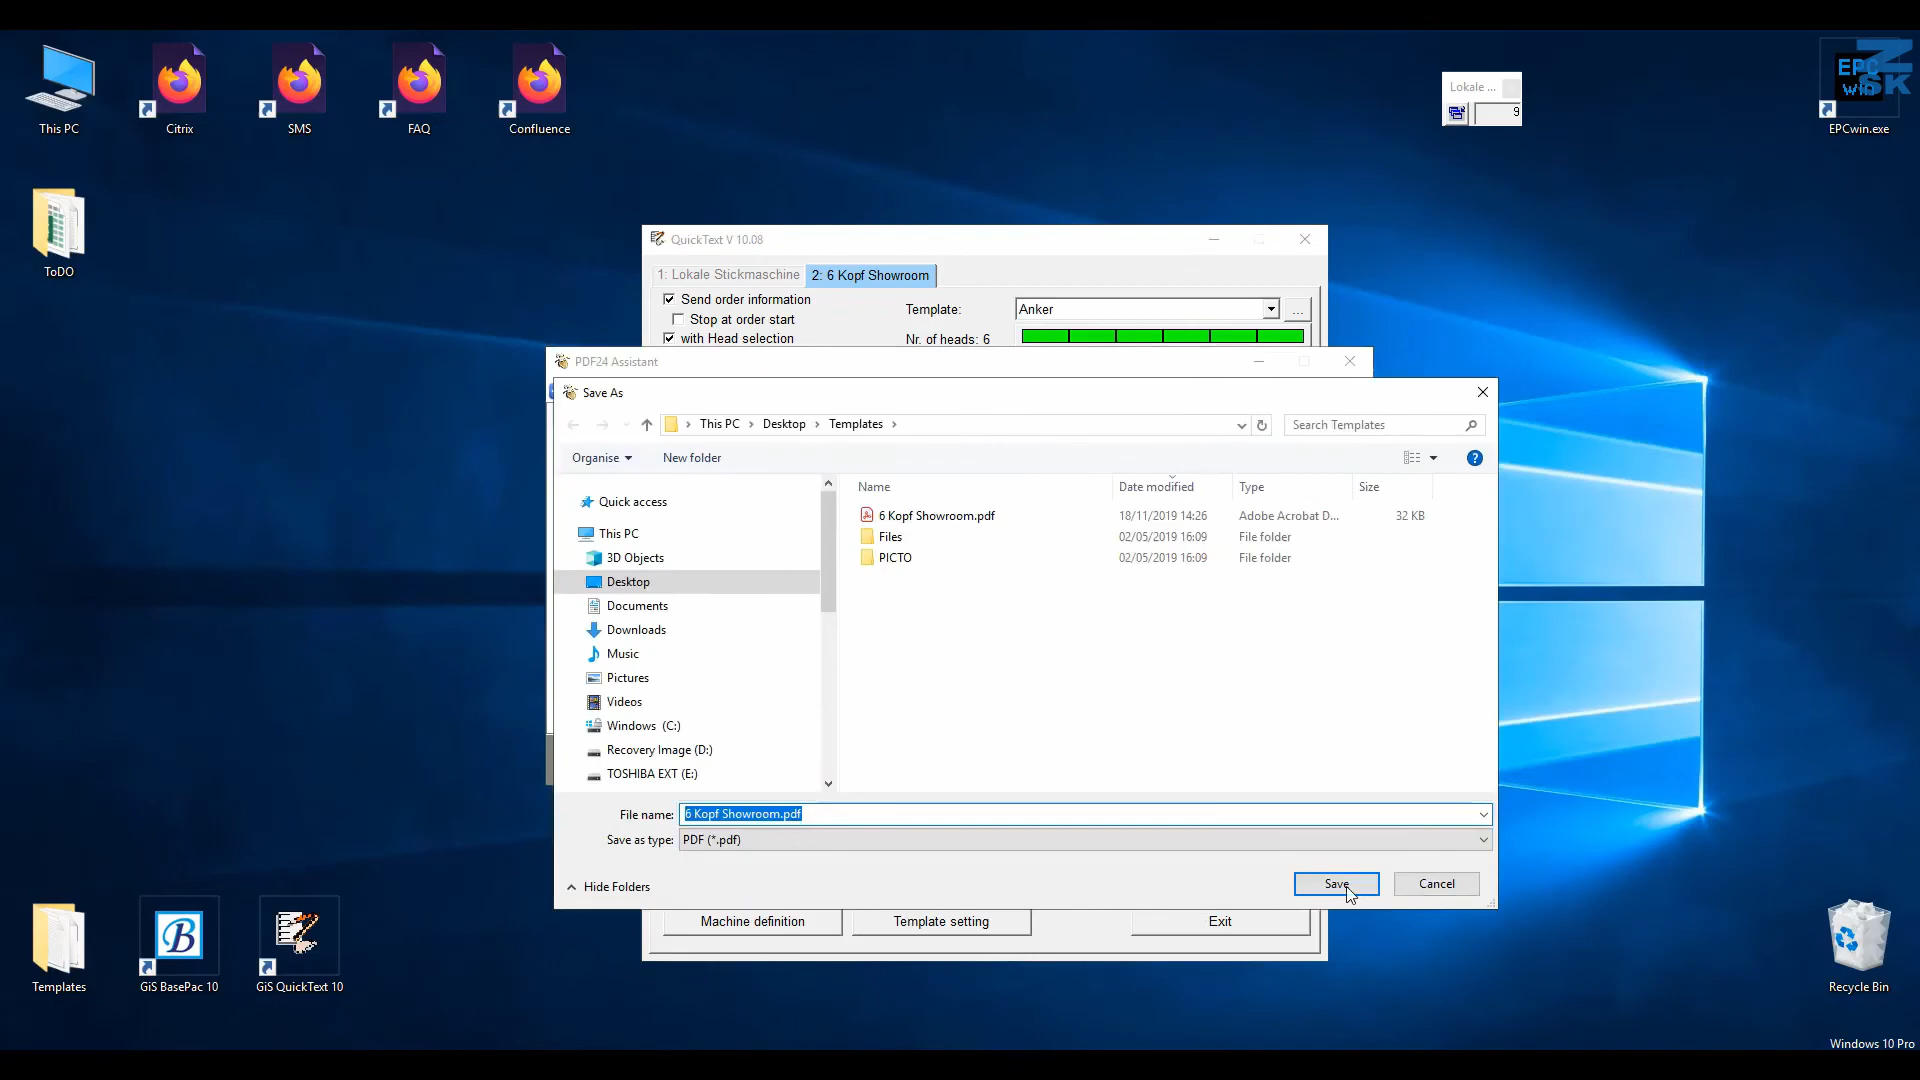 This PC
Citrix
SMS
FAQ
Confluence
Lokale ...
9
EPC
win
ZSK
EPCwin.exe
ToDO
QuickText V 10.08
1: Lokale Stickmaschine
2: 6 Kopf Showroom
Send order information
Template:
Anker
...
Stop at order start
with Head selection
Nr. of heads: 6
PDF24 Assistant
Save As
This PC > Desktop > Templates >
Search Templates
Organise
New folder
?
Name
Date modified
Type
Size
6 Kopf Showroom.pdf
18/11/2019 14:26
Adobe Acrobat D...
32 KB
Files
02/05/2019 16:09
File folder
PICTO
02/05/2019 16:09
File folder
Quick access
This PC
3D Objects
Desktop
Documents
Downloads
Music
Pictures
Videos
Windows (C:)
Recovery Image (D:)
TOSHIBA EXT (E:)
File name:
6 Kopf Showroom.pdf
Save as type:
PDF (*.pdf)
Hide Folders
Save
Cancel
Machine definition
Template setting
Exit
Templates
B
GiS BasePac 10
GiS QuickText 10
Recycle Bin
Windows 10 Pro